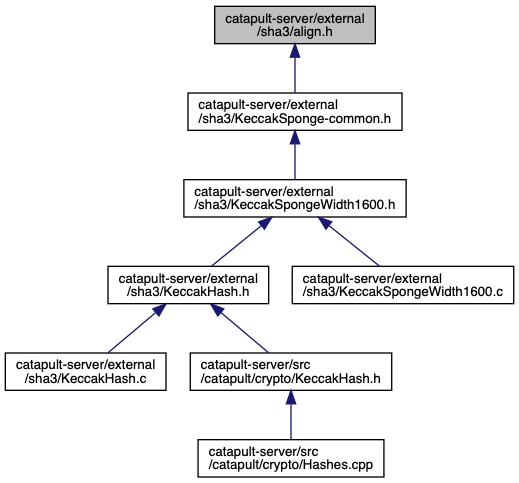 catapult-server/external
/sha3/align.h
catapult-server/external
/sha3/KeccakSponge-common.h
catapult-server/external
/sha3/KeccakSpongeWidth1600.h
catapult-server/external
/sha3/KeccakHash.h
catapult-server/external
/sha3/KeccakSpongeWidth1600.c
catapult-server/external
/sha3/KeccakHash.c
catapult-server/src
/catapult/crypto/KeccakHash.h
catapult-server/src
/catapult/crypto/Hashes.cpp